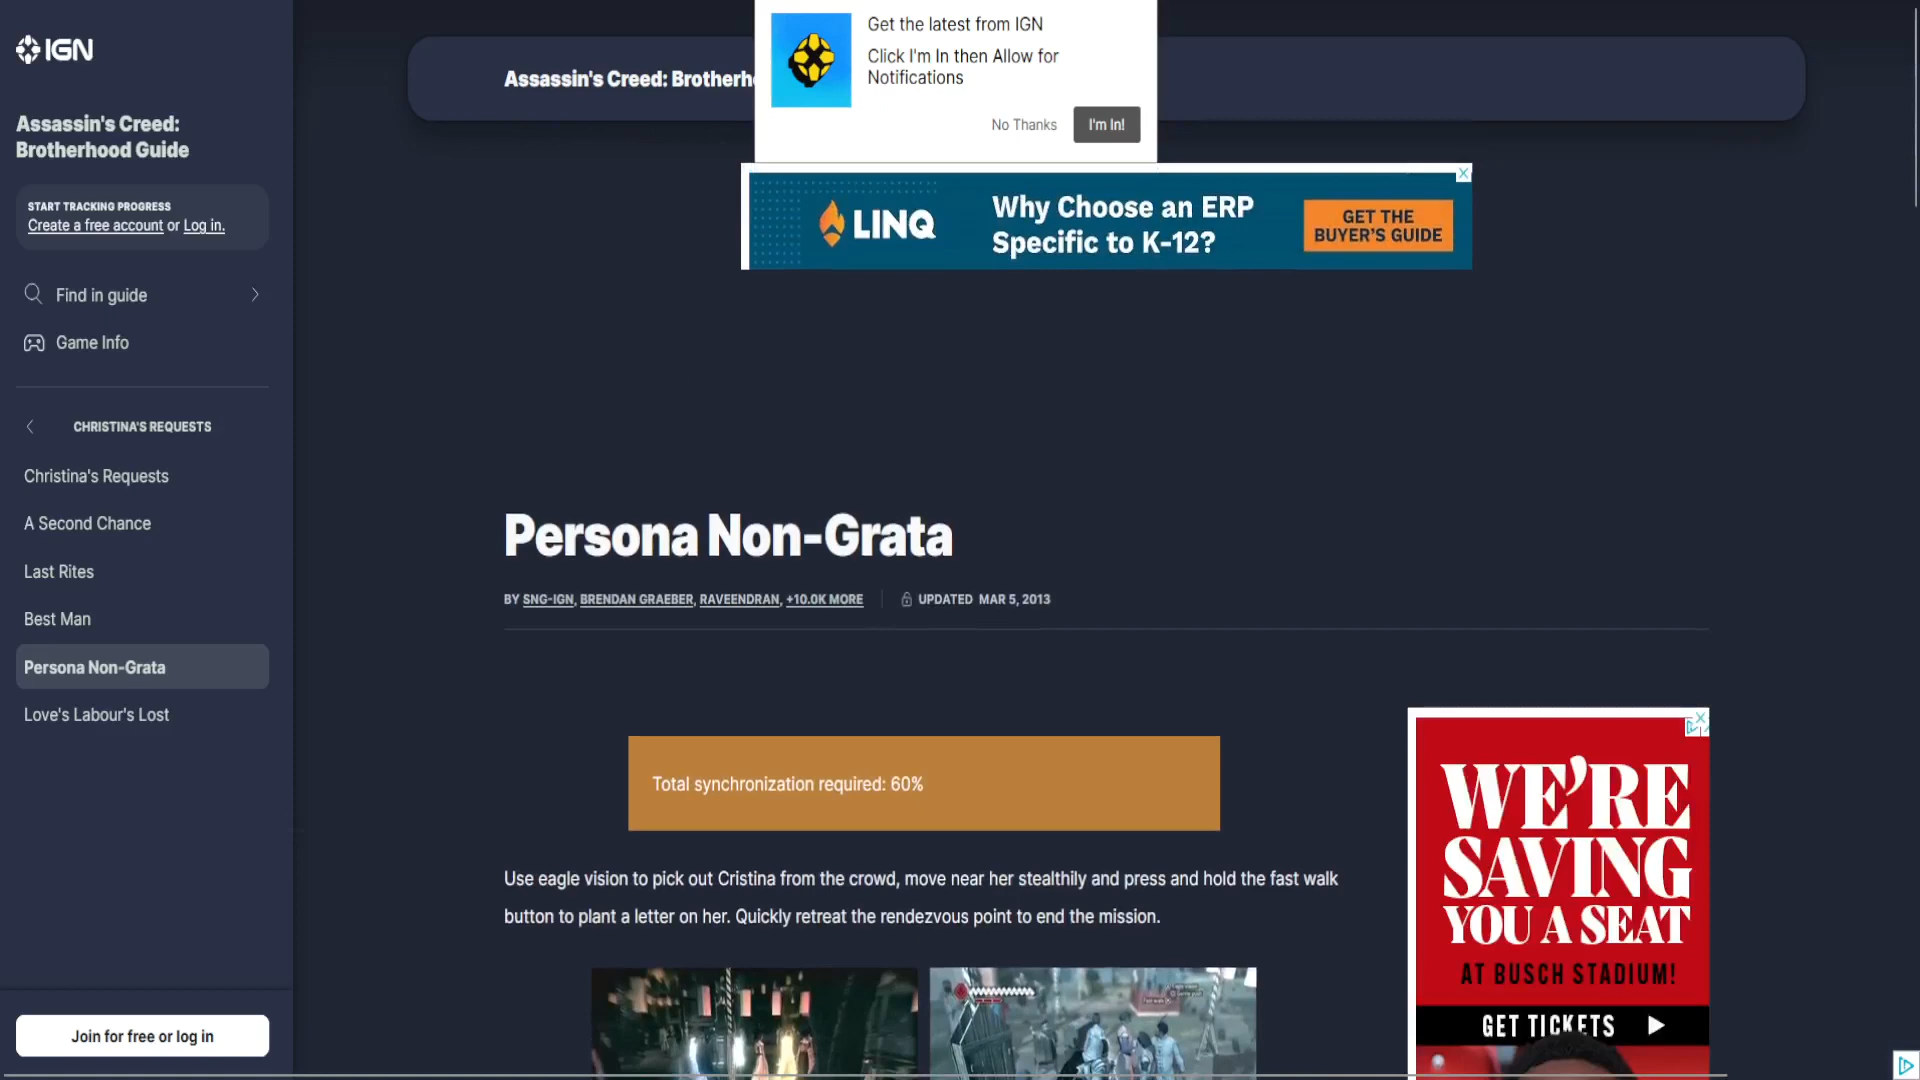 IGN
Assassin's Creed:
Brotherhood Guide
START TRACKING PROGRESS
Create a free account or Log in.
Find in guide
Game Info
CHRISTINA'S REQUESTS
Christina's Requests
A Second Chance
Last Rites
Best Man
Persona Non-Grata
Love's Labour's Lost
Join for free or log in
Assassin's Creed:
Get the latest from IGN
Click I'm In then Allow for
Notifications
No Thanks
I'm In!
LINQ
Why Choose an ERP
Specific to K-12?
GET THE
BUYER'S GUIDE
Persona Non-Grata
BY SNG-IGN, BRENDAN GRAEBER, RAVEENDRAN, +10.0K MORE
UPDATED MAR 5, 2013
Total synchronization required: 60%
Use eagle vision to pick out Cristina from the crowd, move near her stealthily and press and hold the fast walk
button to plant a letter on her. Quickly retreat the rendezvous point to end the mission.
WE'RE
SAVING
YOU A SEAT
AT BUSCH STADIUM!
GET TICKETS